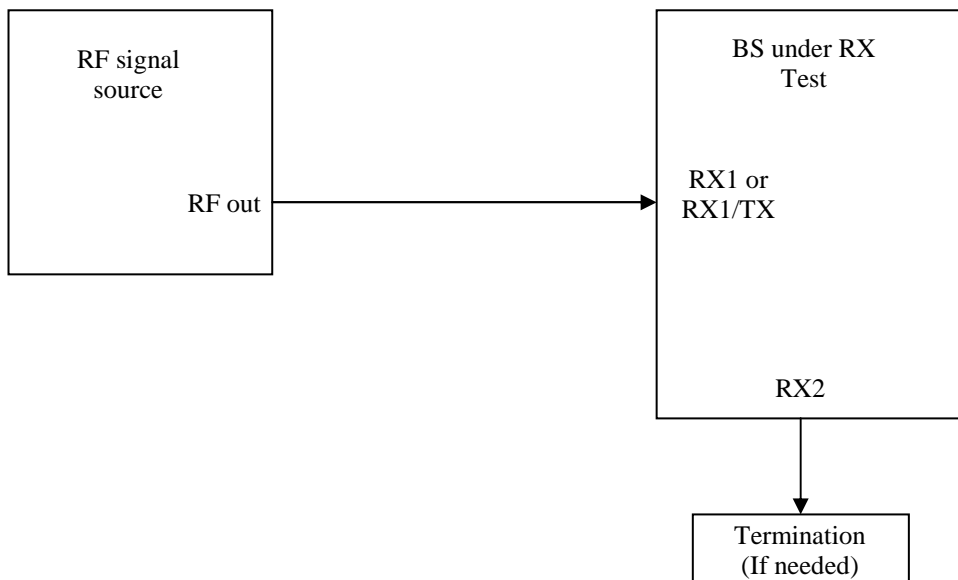 RF signal
source
RF out
BS under RX
Test
RX1 or
RX1/TX
RX2
Termination
(If needed)